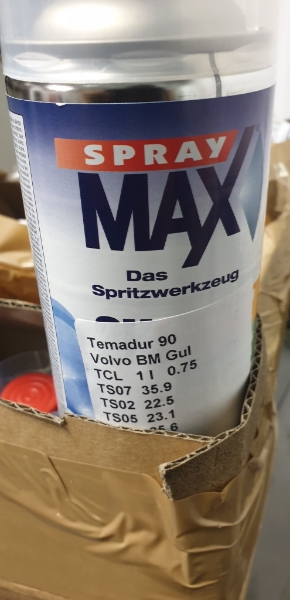 SPRAY
MAX
Das
Spritzwerkzeug
Temadur 90
Volvo BM Gul
TCL 1 l 0.75
TS07 35.9
TS02 22.5
TS05 23.1